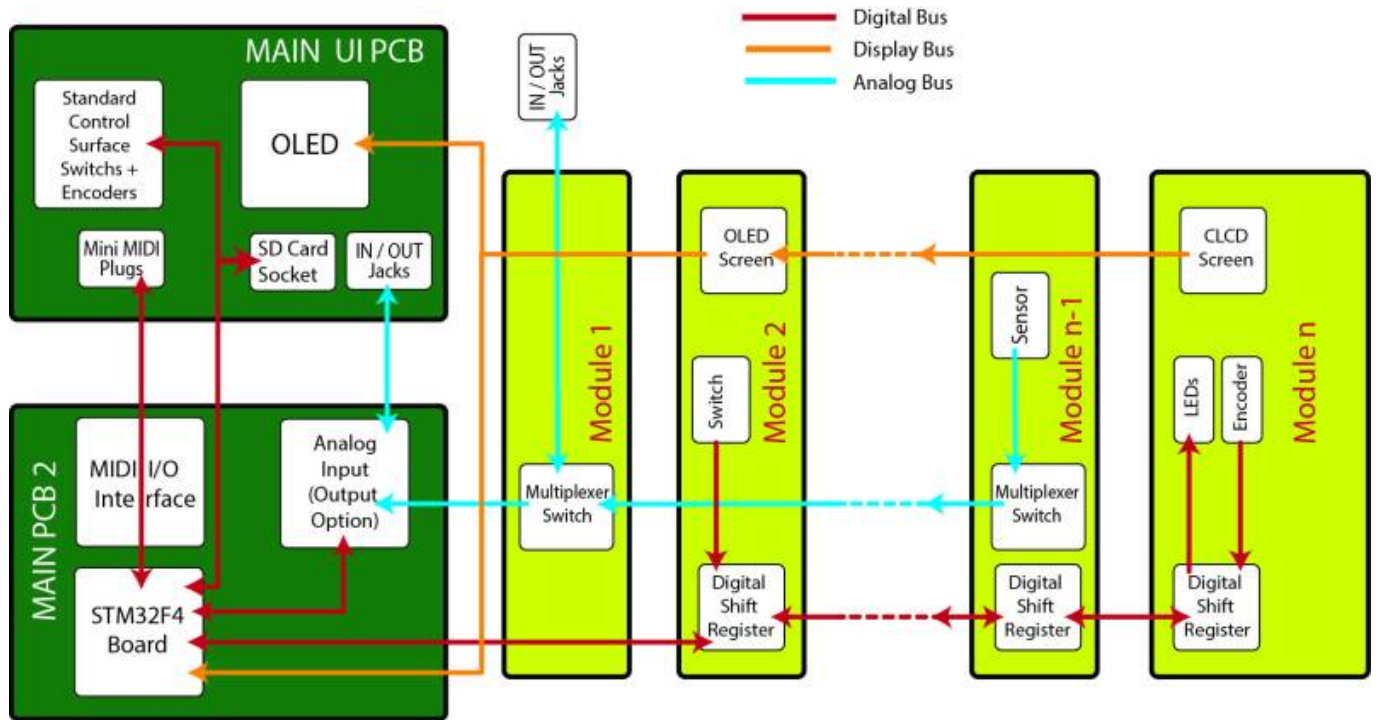 Digital Bus
Display Bus
Analog Bus
MAIN UI PCB
Standard
Control
Surface
Switchs +
Encoders
OLED
Mini MIDI
Plugs
SD Card
Socket
IN / OUT
Jacks
IN / OUT
Jacks
MAIN PCB 2
MIDI I/O
Interface
Analog
Input
(Output
Option)
STM32F4
Board
Module 1
Multiplexer
Switch
Module 2
OLED
Screen
Switch
Digital
Shift
Register
Module n-1
Sensor
Multiplexer
Switch
Digital
Shift
Register
Module n
CLCD
Screen
LEDs
Encoder
Digital
Shift
Register